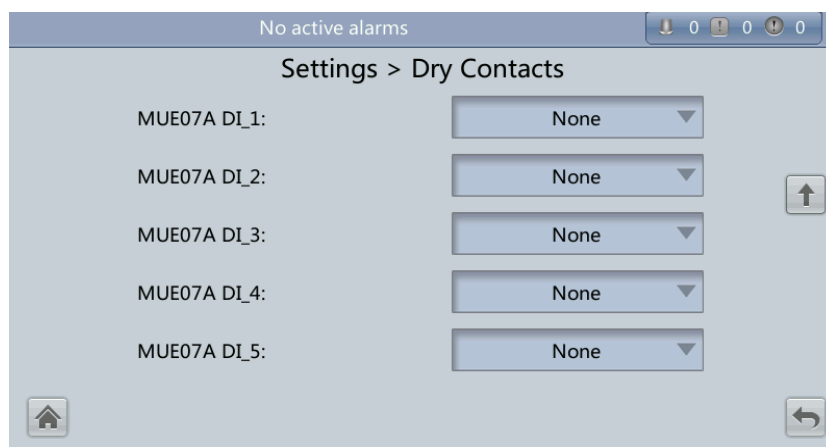 No active alarms 0 0 0
Settings > Dry Contacts
MUE07A DI_1: None
MUE07A DI_2: None
MUE07A DI_3: None
MUE07A DI_4: None
MUE07A DI_5: None